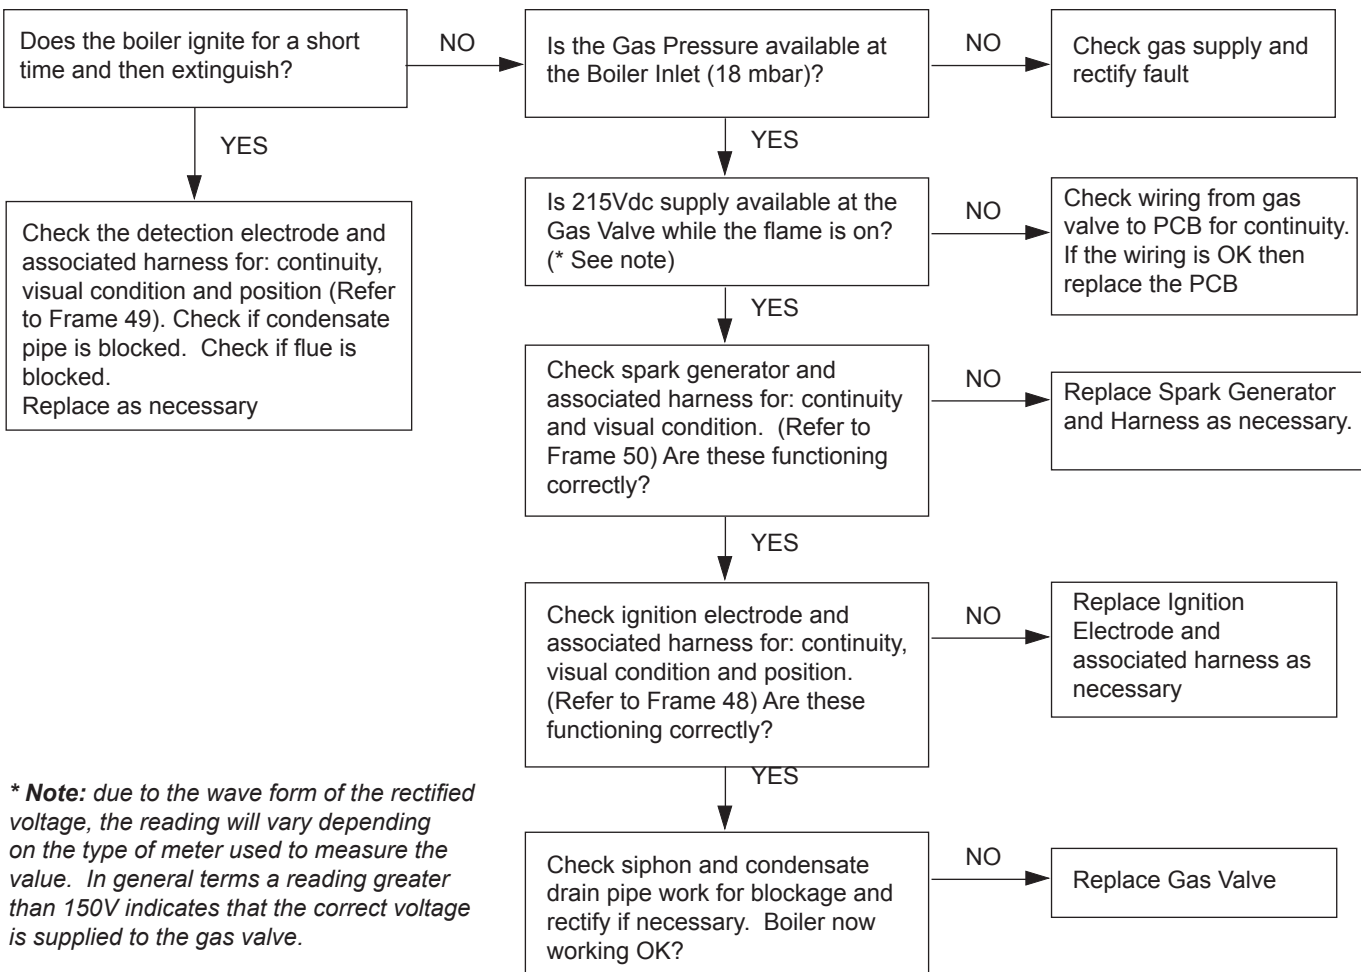 Does the boiler ignite for a short
time and then extinguish?
NO
Is the Gas Pressure available at
the Boiler Inlet (18 mbar)?
NO
Check gas supply and
rectify fault
YES
Check the detection electrode and
associated harness for: continuity,
visual condition and position (Refer
to Frame 49). Check if condensate
pipe is blocked.  Check if flue is
blocked.
Replace as necessary
YES
Is 215Vdc supply available at the
Gas Valve while the flame is on?
(* See note)
NO
Check wiring from gas
valve to PCB for continuity.
If the wiring is OK then
replace the PCB
YES
Check spark generator and
associated harness for: continuity
and visual condition.  (Refer to
Frame 50) Are these functioning
correctly?
NO
Replace Spark Generator
and Harness as necessary.
YES
Check ignition electrode and
associated harness for: continuity,
visual condition and position.
(Refer to Frame 48) Are these
functioning correctly?
NO
Replace Ignition
Electrode and
associated harness as
necessary
YES
Check siphon and condensate
drain pipe work for blockage and
rectify if necessary.  Boiler now
working OK?
NO
Replace Gas Valve
* Note: due to the wave form of the rectified
voltage, the reading will vary depending
on the type of meter used to measure the
value.  In general terms a reading greater
than 150V indicates that the correct voltage
is supplied to the gas valve.